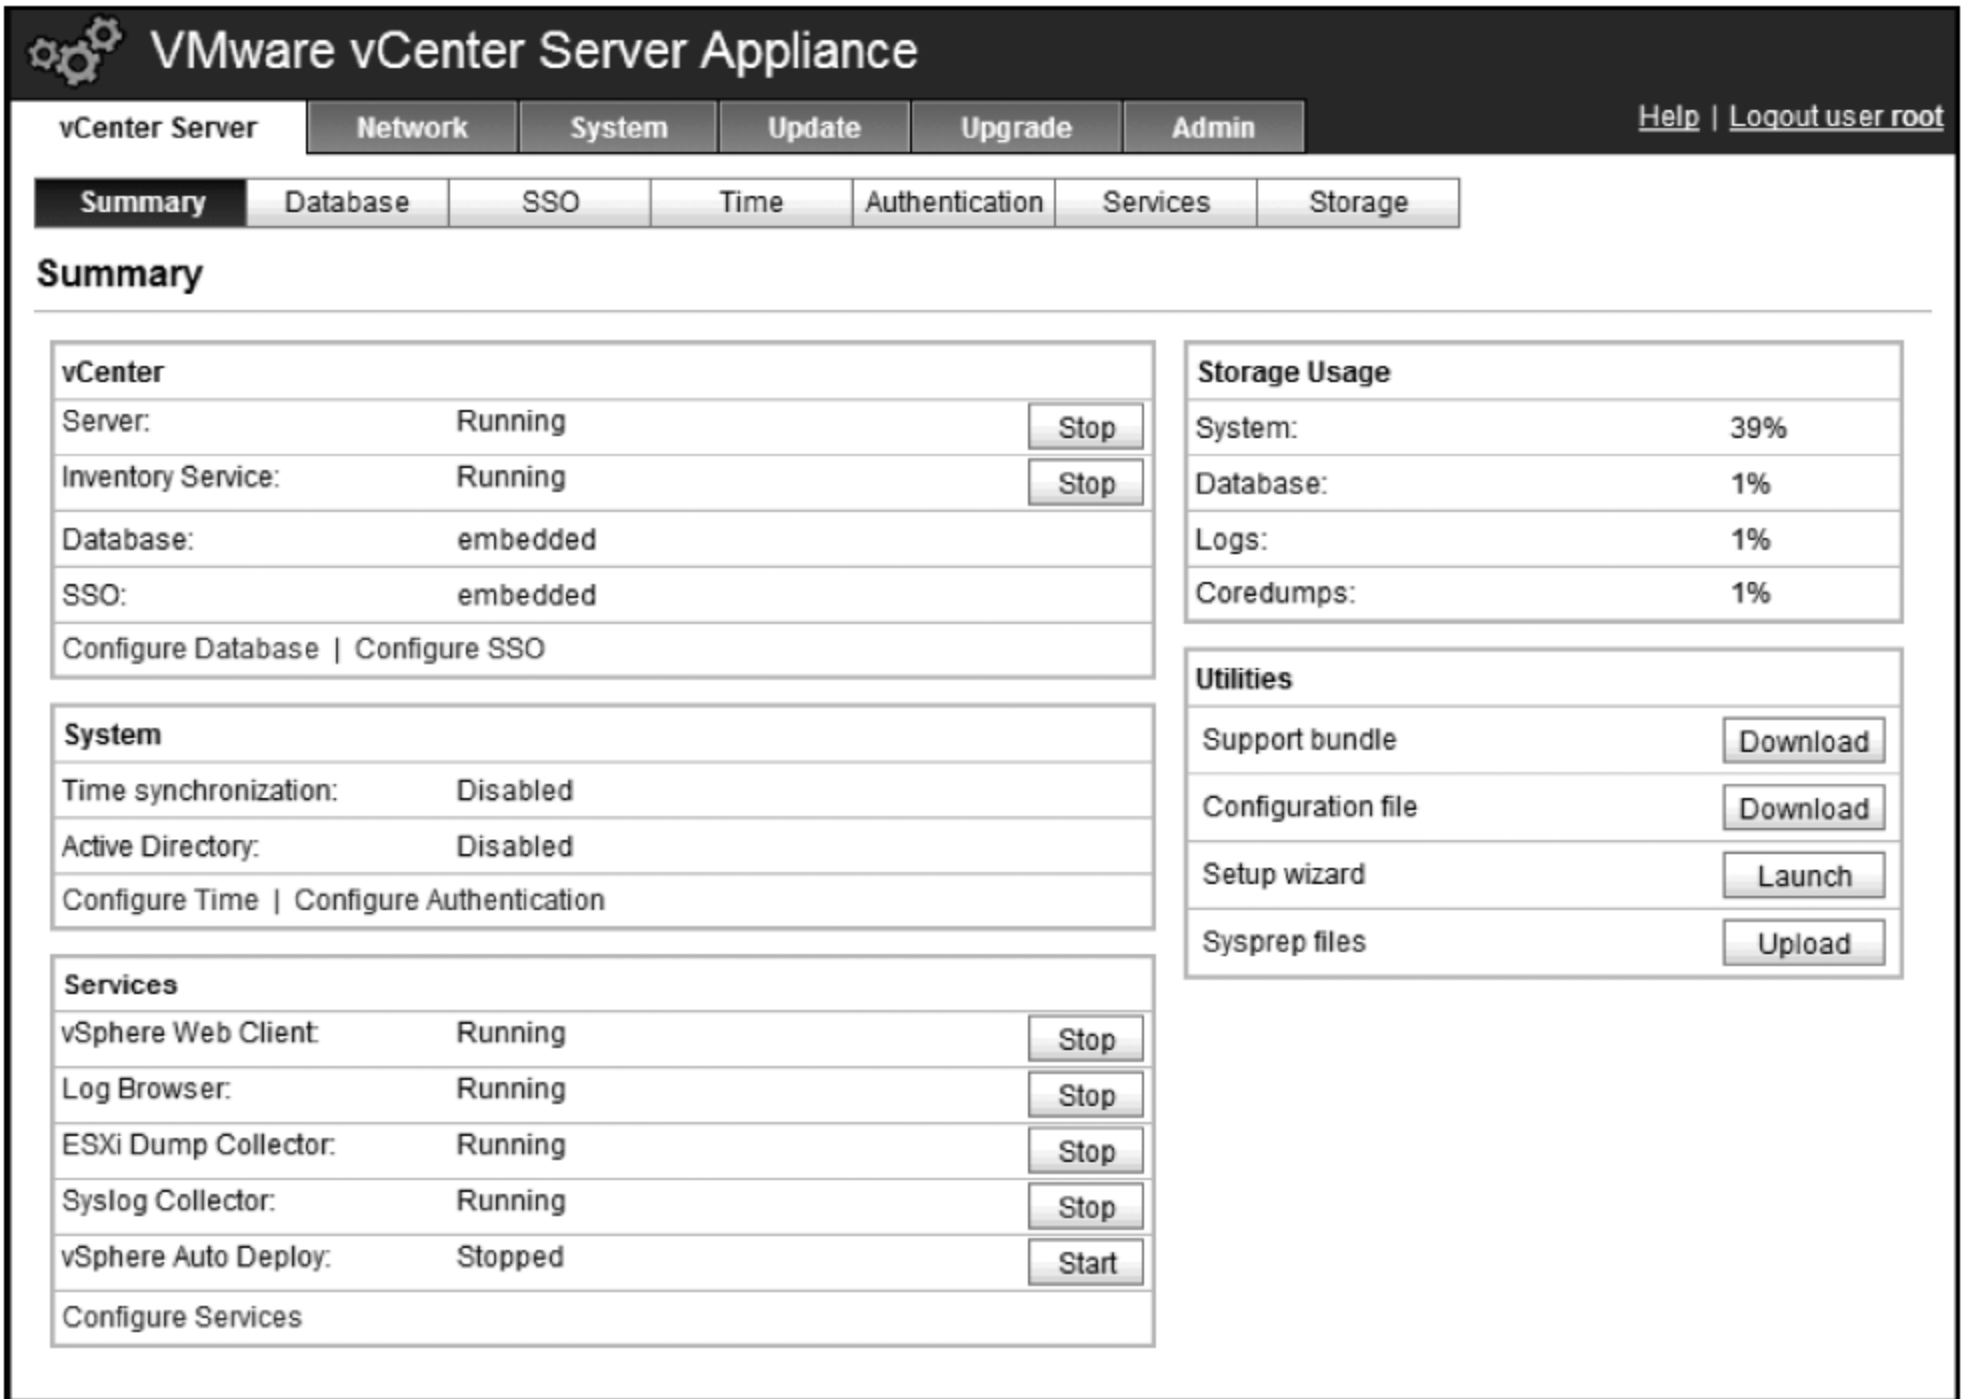 VMware vCenter Server Appliance
vCenter Server Network System Update Upgrade Admin Help | Logout user root
Summary Database SSO Time Authentication Services Storage
Summary
vCenter
Server: Running Stop
Inventory Service: Running Stop
Database: embedded
SSO: embedded
Configure Database | Configure SSO
System
Time synchronization: Disabled
Active Directory: Disabled
Configure Time | Configure Authentication
Services
vSphere Web Client: Running Stop
Log Browser: Running Stop
ESXi Dump Collector: Running Stop
Syslog Collector: Running Stop
vSphere Auto Deploy: Stopped Start
Configure Services
Storage Usage
System: 39%
Database: 1%
Logs: 1%
Coredumps: 1%
Utilities
Support bundle Download
Configuration file Download
Setup wizard Launch
Sysprep files Upload